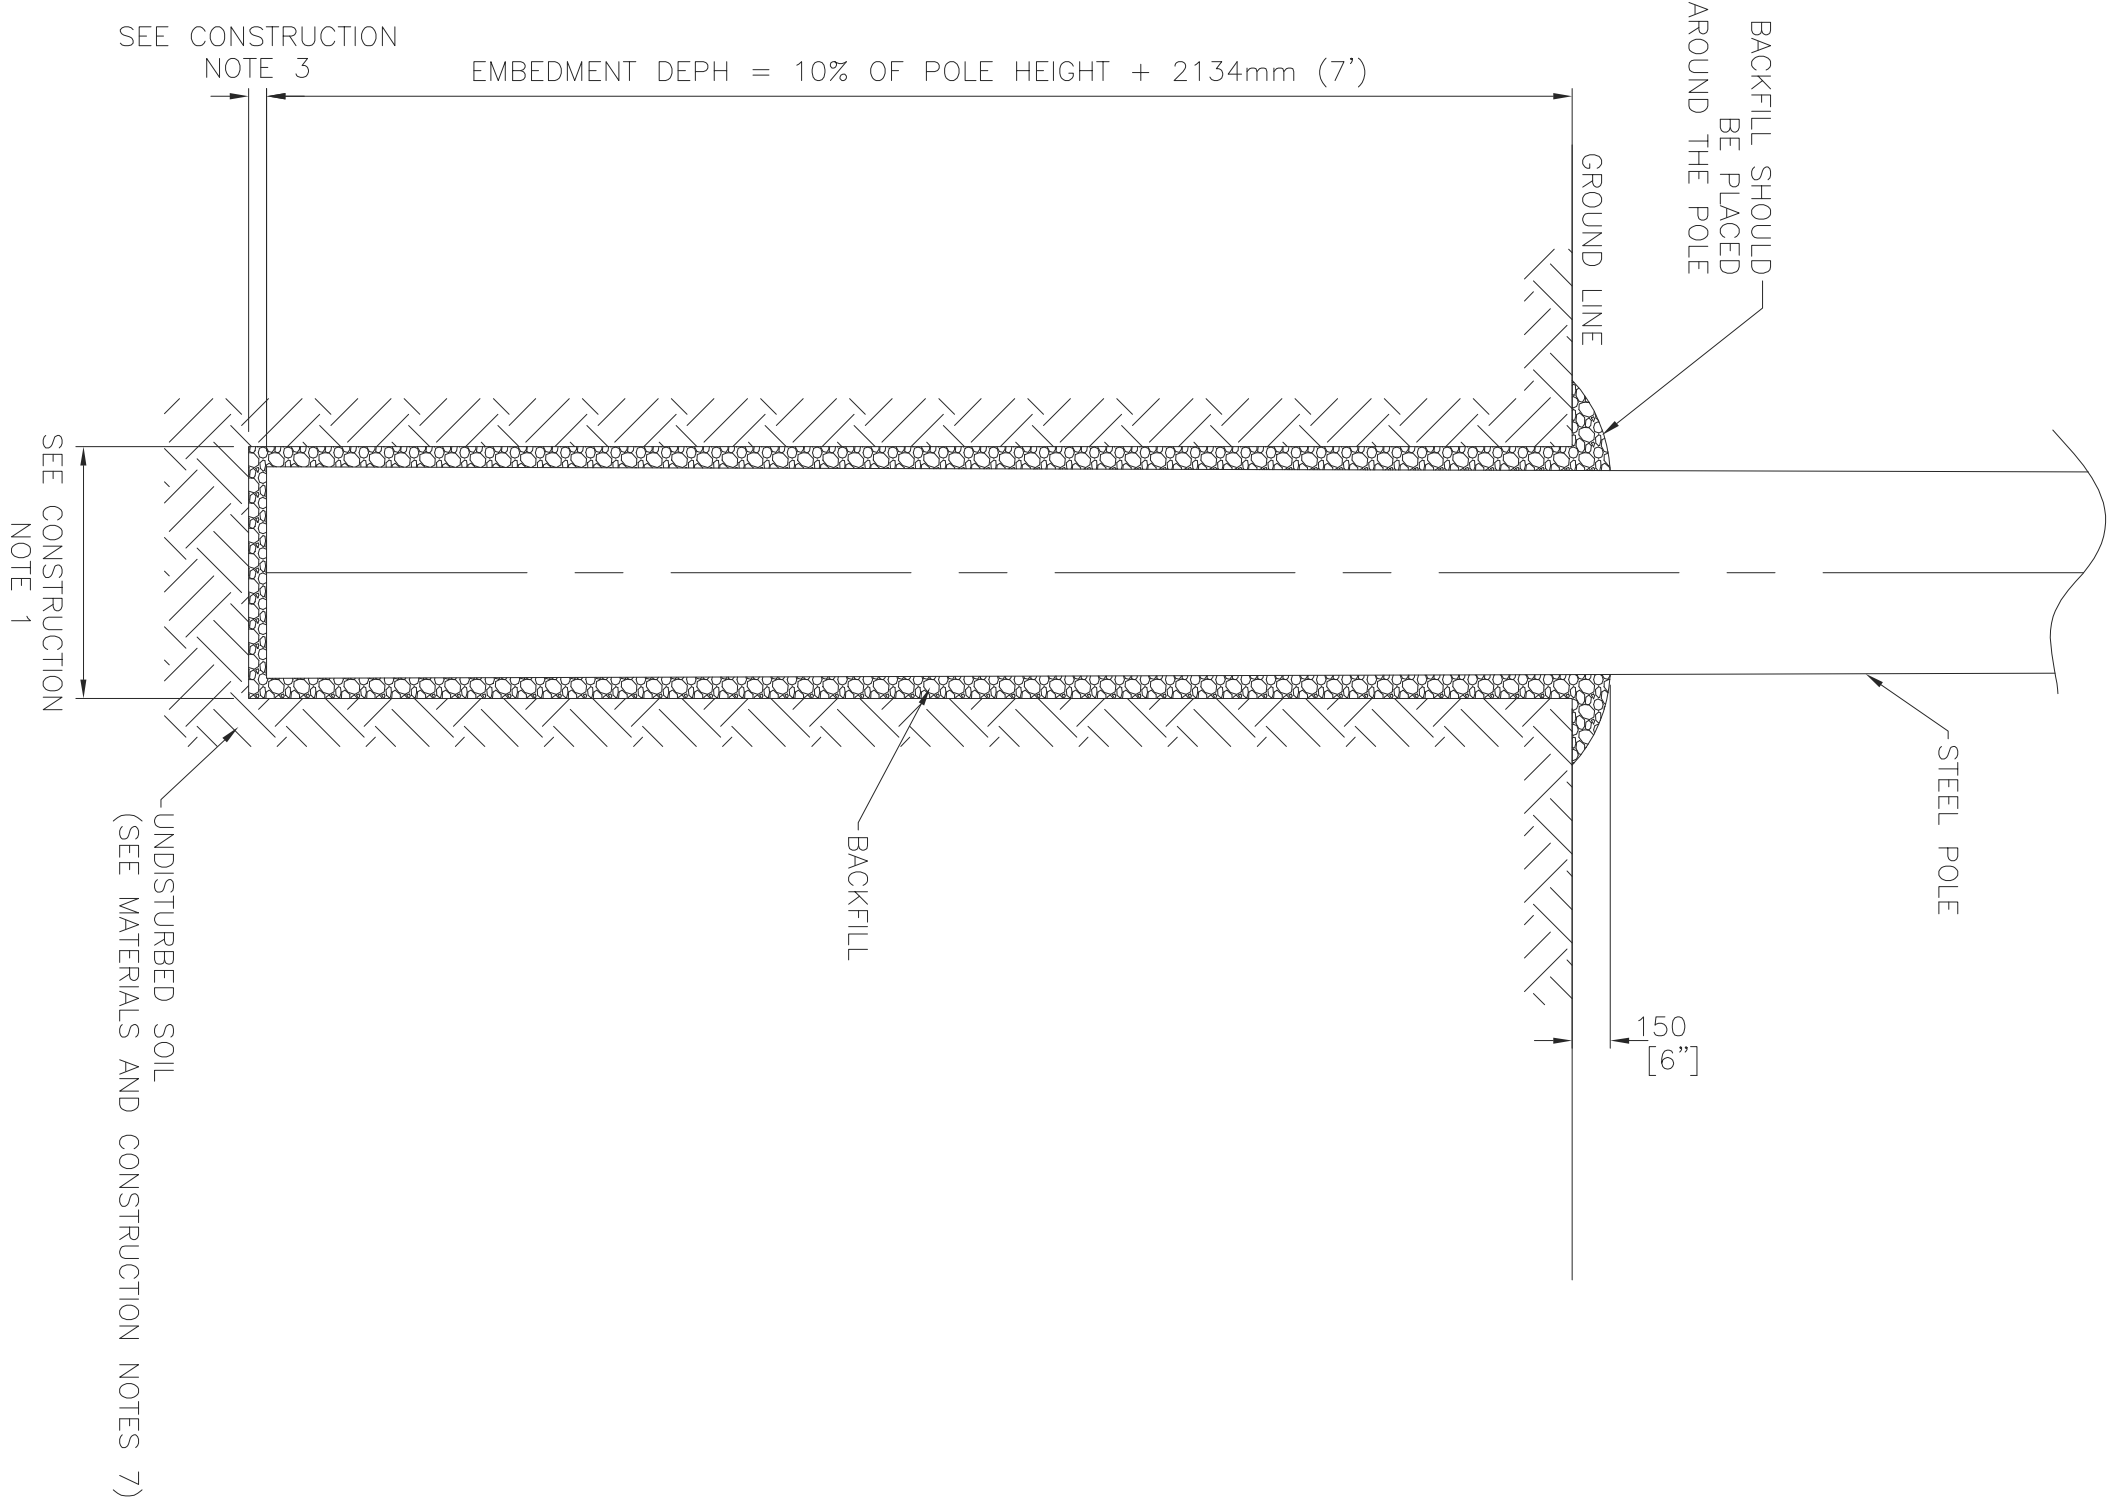 SEE CONSTRUCTION
NOTE 3
EMBEDMENT DEPH = 10% OF POLE HEIGHT + 2134mm (7')
BACKFILL SHOULD
BE PLACED
AROUND THE POLE
GROUND LINE
SEE CONSTRUCTION
NOTE 1
STEEL POLE
BACKFILL
UNDISTURBED SOIL
(SEE MATERIALS AND CONSTRUCTION NOTES 7)
150
[6"]